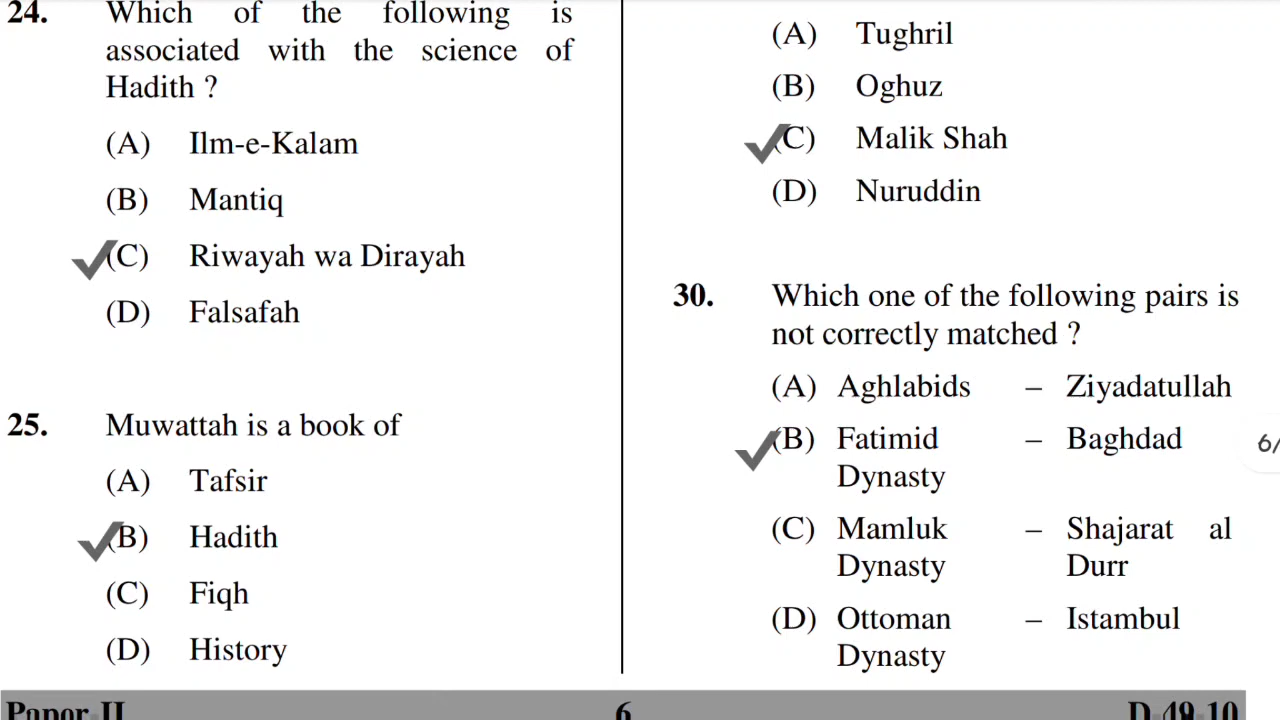 24. Which of the following is
associated with the science of
Hadith ?
(A) Ilm-e-Kalam
(B) Mantiq
(C) Riwayah wa Dirayah
(D) Falsafah
25. Muwattah is a book of
(A) Tafsir
(B) Hadith
(C) Fiqh
(D) History
(A) Tughril
(B) Oghuz
(C) Malik Shah
(D) Nuruddin
30. Which one of the following pairs is
not correctly matched ?
(A) Aghlabids – Ziyadatullah
(B) Fatimid – Baghdad
Dynasty
(C) Mamluk – Shajarat al
Dynasty Durr
(D) Ottoman – Istambul
Dynasty
6/
Paper-II 6 D-49-10